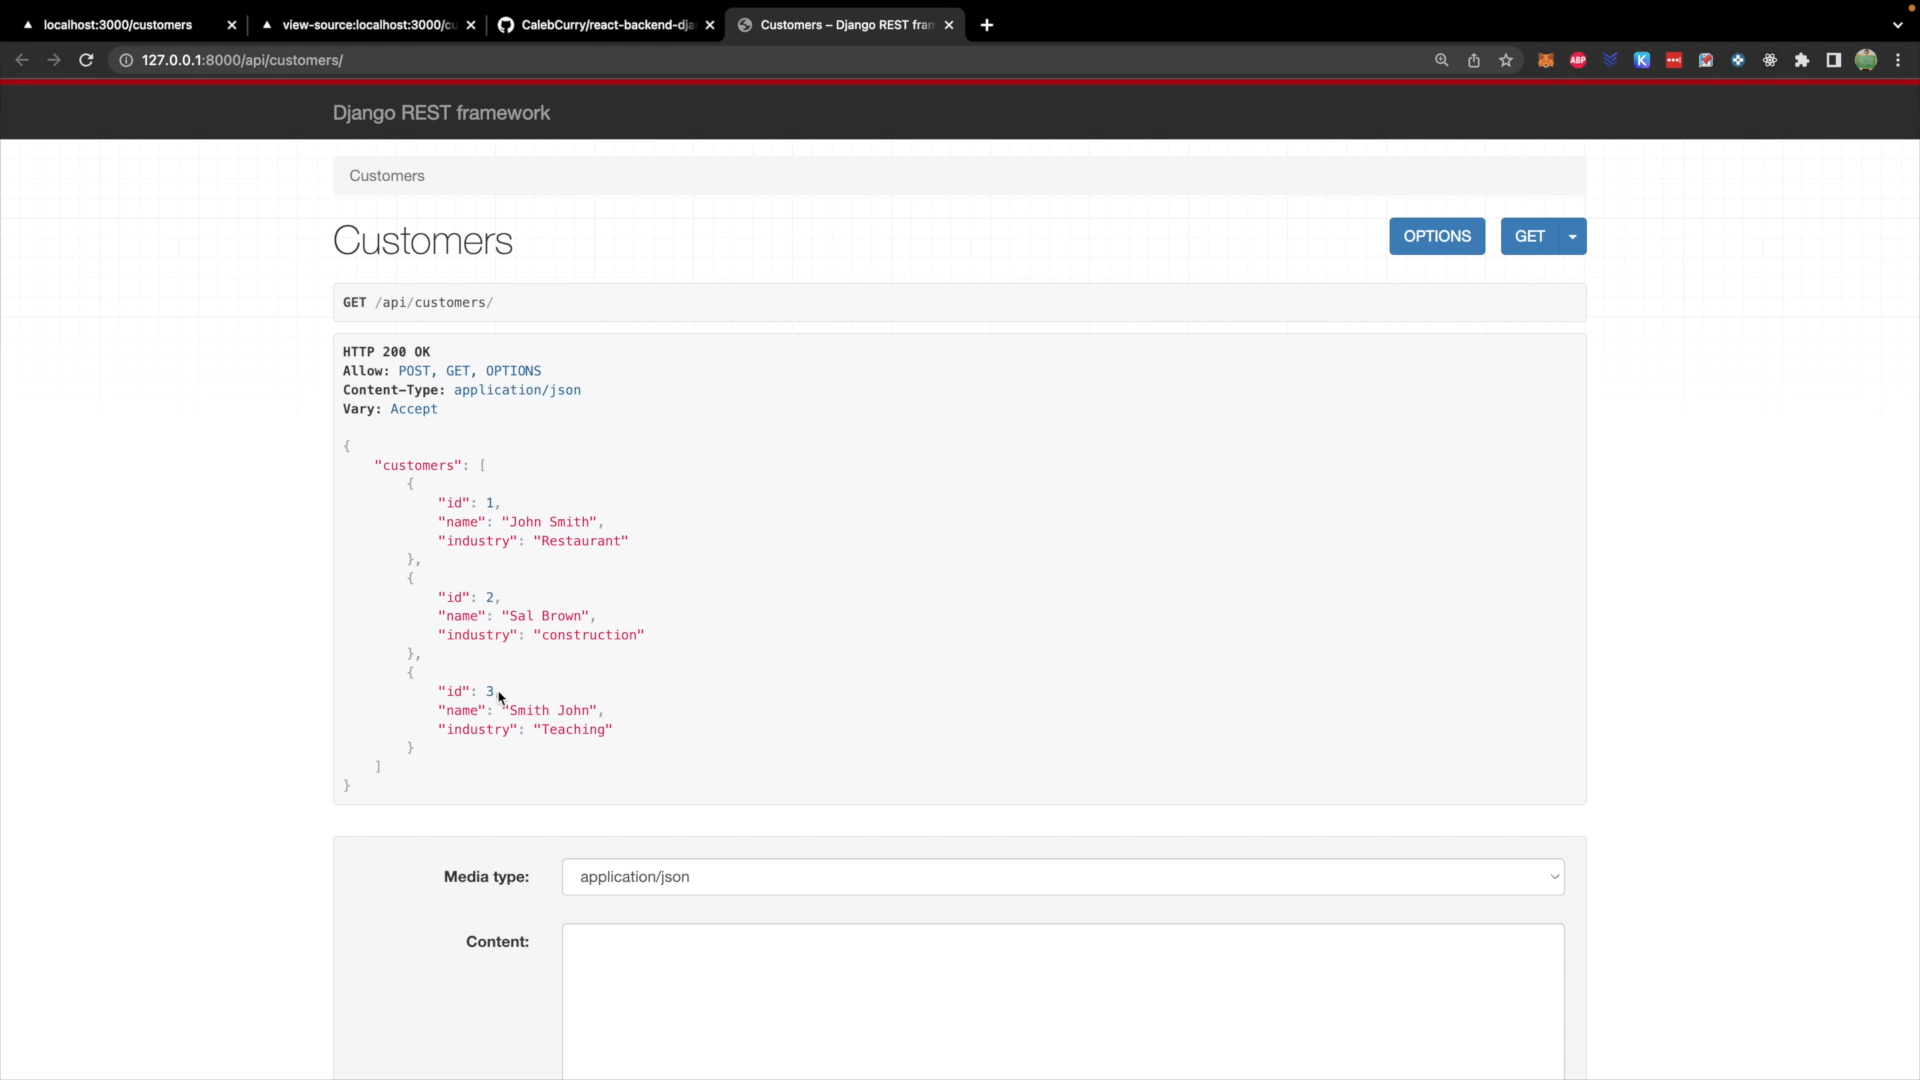 localhost:3000/customers
view-source:localhost:3000/cu
CalebCurry/react-backend-dja
Customers – Django REST fram
127.0.0.1:8000/api/customers/
ABP
K
Django REST framework
Customers
Customers
OPTIONS
GET
GET /api/customers/
HTTP 200 OK
Allow: POST, GET, OPTIONS
Content-Type: application/json
Vary: Accept
{
"customers": [
{
"id": 1,
"name": "John Smith",
"industry": "Restaurant"
},
{
"id": 2,
"name": "Sal Brown",
"industry": "construction"
},
{
"id": 3,
"name": "Smith John",
"industry": "Teaching"
}
]
}
Media type:
application/json
Content: